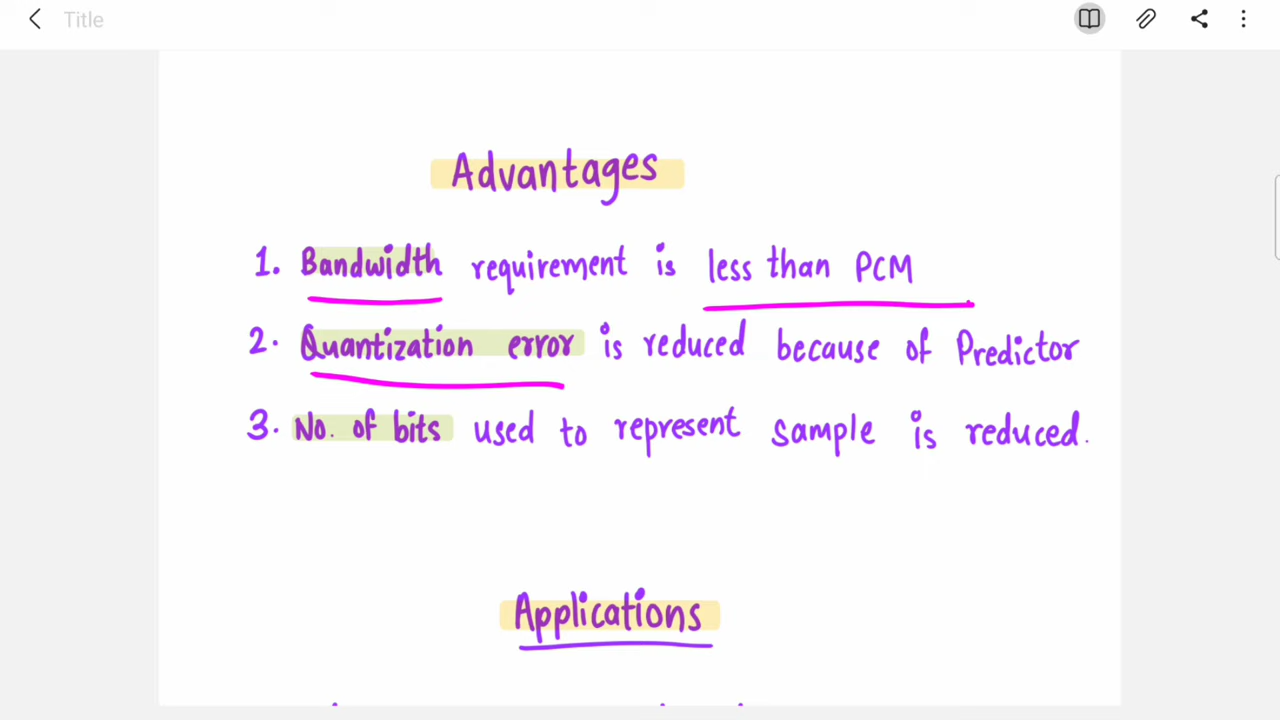 Title
Advantages
1. Bandwidth requirement is less than PCM
2. Quantization error is reduced because of Predictor
3. No. of bits used to represent sample is reduced.
Applications